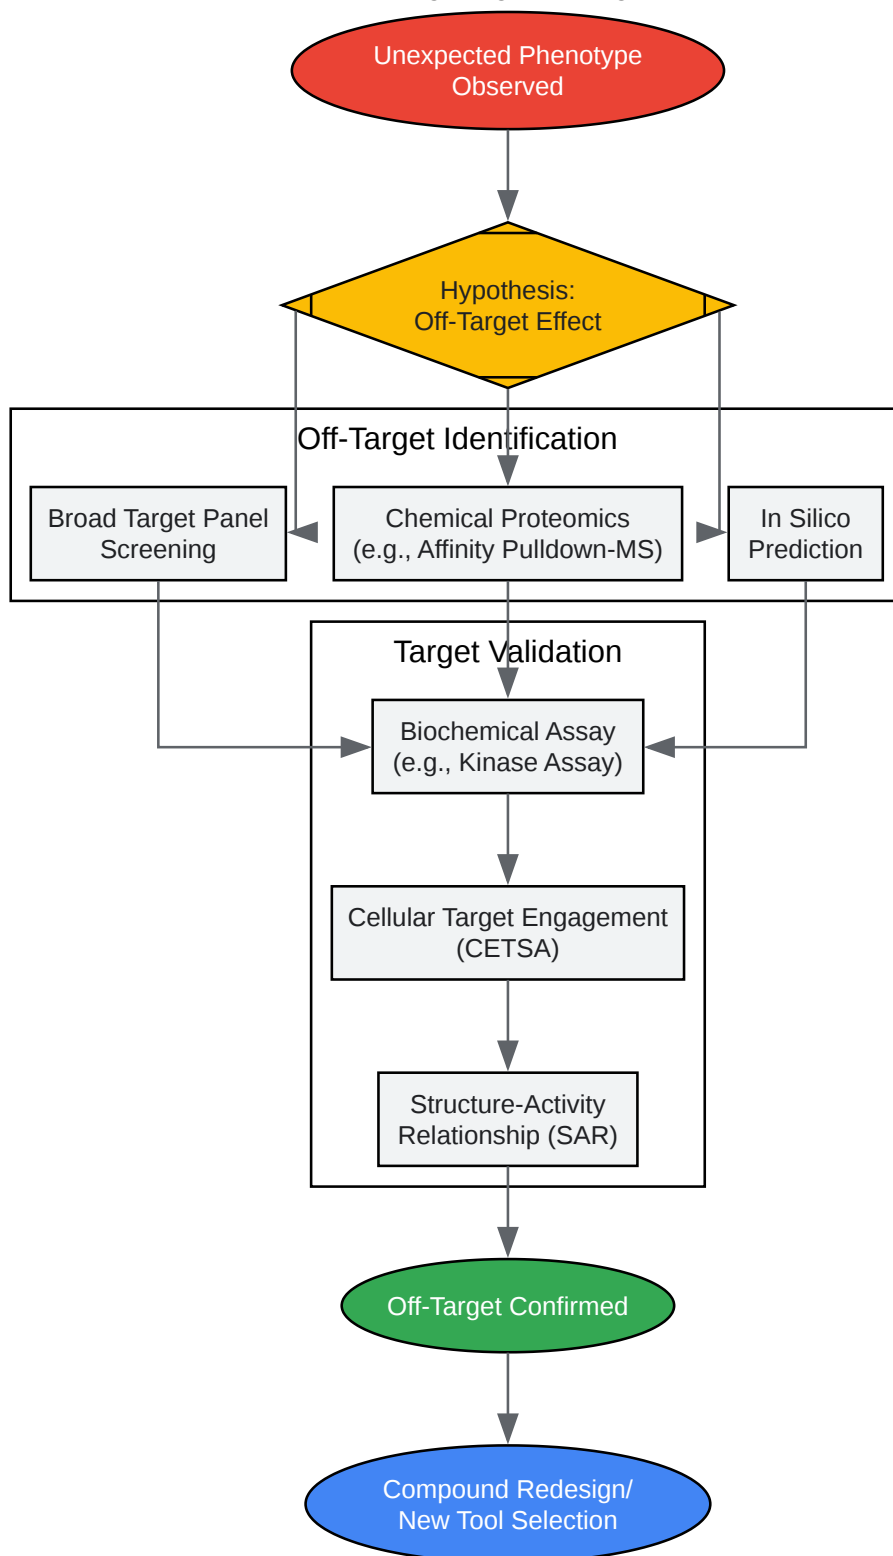 Unexpected Phenotype
Observed
Hypothesis:
Off-Target Effect
Off-Target Identification
Broad Target Panel
Screening
Chemical Proteomics
(e.g., Affinity Pulldown-MS)
In Silico
Prediction
Target Validation
Biochemical Assay
(e.g., Kinase Assay)
Cellular Target Engagement
(CETSA)
Structure-Activity
Relationship (SAR)
Off-Target Confirmed
Compound Redesign/
New Tool Selection